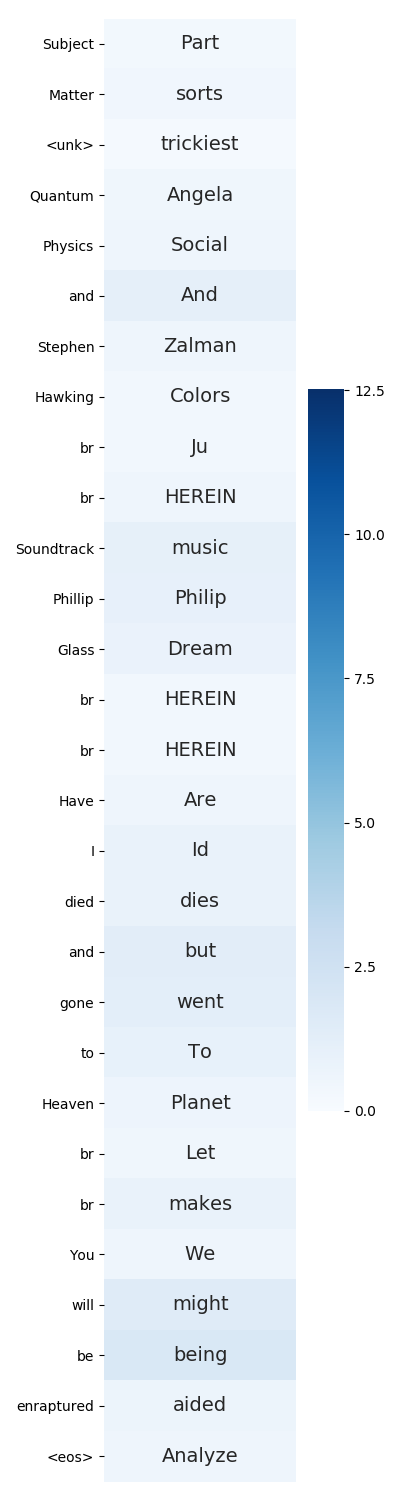 Subject Part
Matter sorts
<unk> trickiest
Quantum Angela
Physics Social
and And
Stephen Zalman
Hawking Colors
12.5
br Ju
br HEREIN
10.0
Soundtrack music
Phillip Philip
Glass Dream
7.5
br HEREIN
br HEREIN
Have Are
5.0
I Id
died dies
and but
2.5
gone went
to To
Heaven Planet
0.0
br Let
br makes
You We
will might
be being
enraptured aided
<eos> Analyze